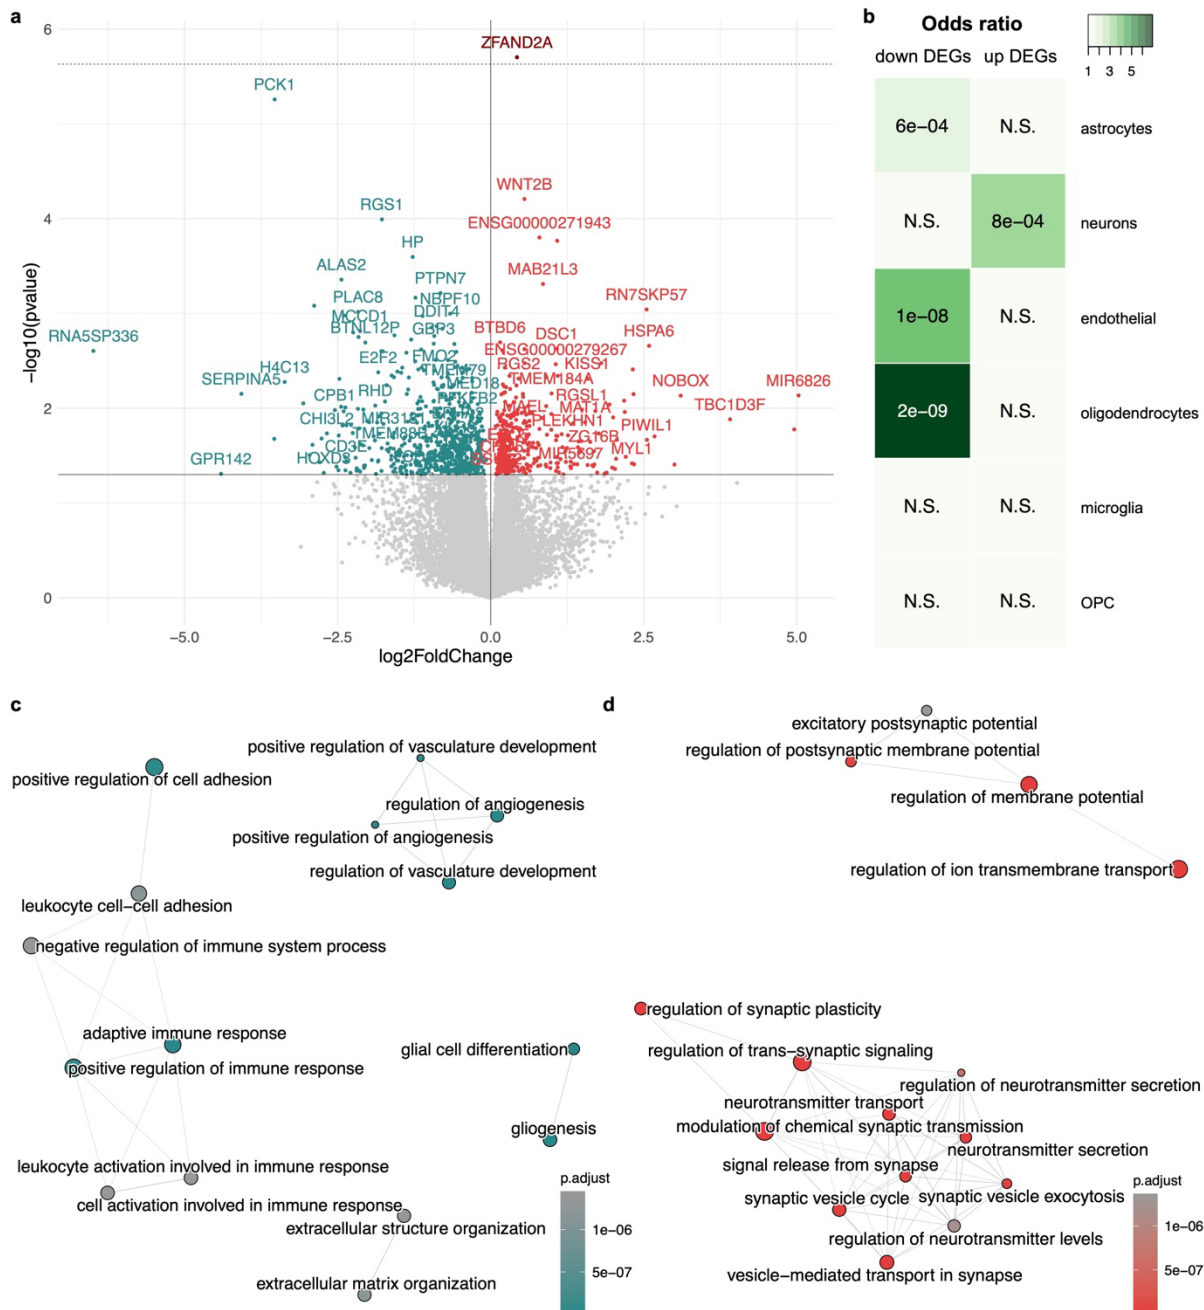 a
6
4
2
0
−log10(pvalue)
ZFAND2A
PCK1
WNT2B
RGS1
ENSG00000271943
HP
ALAS2
PTPN7
MAB21L3
PLAC8
NBPF10
RN7SKP57
MCCD1
DDIT4
BTNL12P
GBP3
BTBD6
DSC1
HSPA6
RNA5SP336
E2F2
FMO2
ENSG00000279267
H4C13
TMEM79
RGS2
KISS1
SERPINA5
MED18
TMEM184A
NOBOX
MIR6826
CPB1
RHD
RGSL1
TBC1D3F
CHI3L2
MAEL
MAT1A
PLEKHN1
PIWIL1
CD3E
ZG16B
GPR142
HOXD3
MIR5697
MYL1
−5.0
−2.5
0.0
2.5
5.0
log2FoldChange
b
Odds ratio
down DEGs up DEGs
1 3 5
6e−04 N.S. astrocytes
N.S. 8e−04 neurons
1e−08 N.S. endothelial
2e−09 N.S. oligodendrocytes
N.S. N.S. microglia
N.S. N.S. OPC
c
positive regulation of vasculature development
positive regulation of cell adhesion
regulation of angiogenesis
positive regulation of angiogenesis
regulation of vasculature development
leukocyte cell−cell adhesion
negative regulation of immune system process
adaptive immune response
glial cell differentiation
positive regulation of immune response
gliogenesis
leukocyte activation involved in immune response
cell activation involved in immune response
extracellular structure organization
extracellular matrix organization
p.adjust
1e−06
5e−07
d
excitatory postsynaptic potential
regulation of postsynaptic membrane potential
regulation of membrane potential
regulation of ion transmembrane transport
regulation of synaptic plasticity
regulation of trans−synaptic signaling
regulation of neurotransmitter secretion
neurotransmitter transport
modulation of chemical synaptic transmission
neurotransmitter secretion
signal release from synapse
synaptic vesicle cycle
synaptic vesicle exocytosis
regulation of neurotransmitter levels
vesicle−mediated transport in synapse
p.adjust
1e−06
5e−07